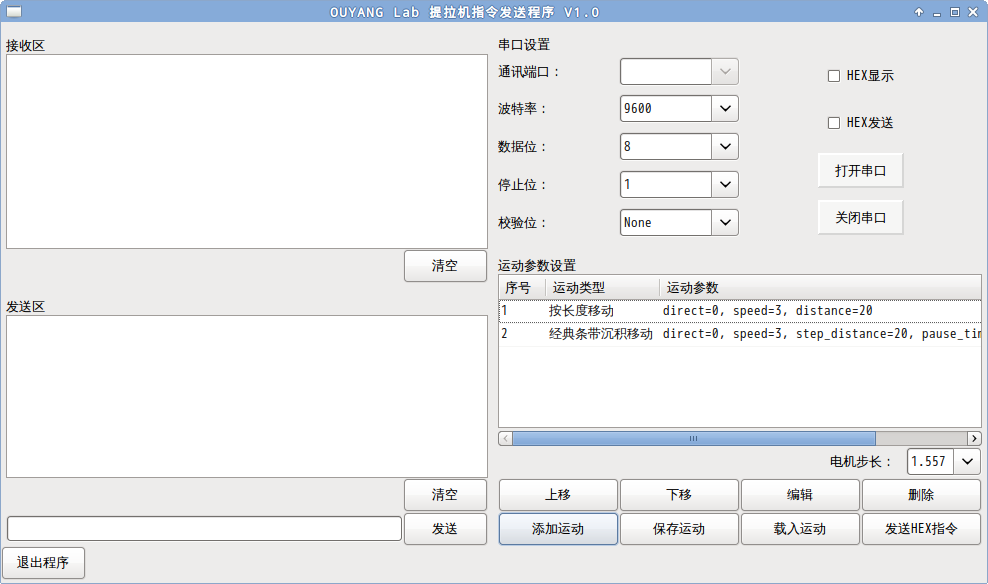 OUYANG Lab 提拉机指令发送程序 V1.0
接收区
清空
发送区
清空
发送
退出程序
串口设置
通讯端口：
波特率： 9600
数据位： 8
停止位： 1
校验位： None
HEX显示
HEX发送
打开串口
关闭串口
运动参数设置
序号 运动类型 运动参数
1 按长度移动 direct=0, speed=3, distance=20
2 经典条带沉积移动 direct=0, speed=3, step_distance=20, pause_tim
电机步长： 1.557
上移 下移 编辑 删除
添加运动 保存运动 载入运动 发送HEX指令